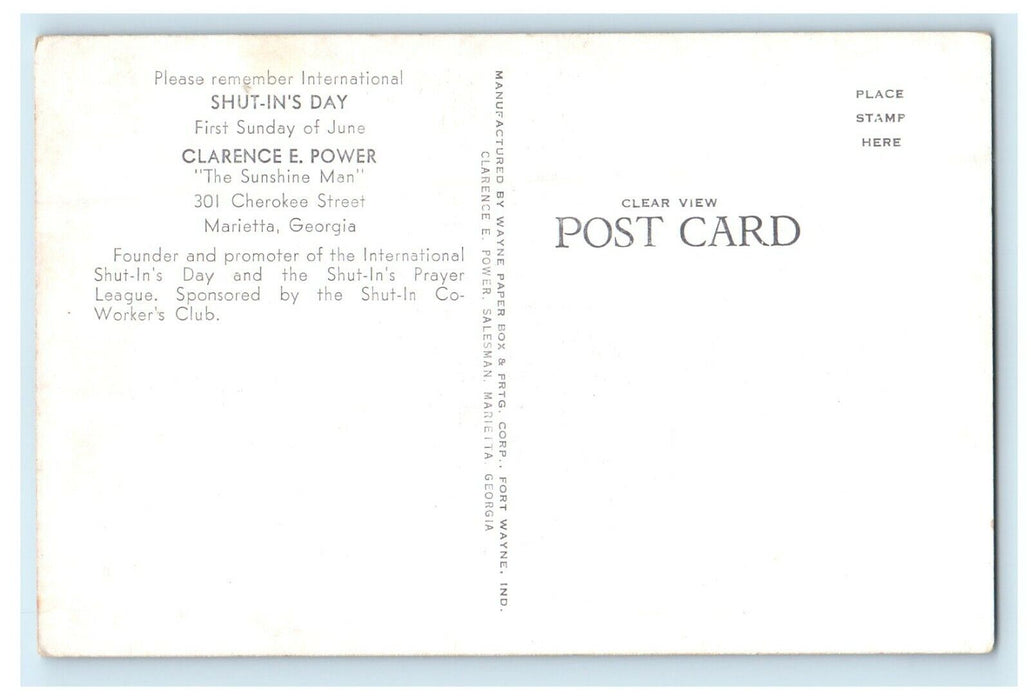 Please remember International
SHUT-IN'S DAY
First Sunday of June
CLARENCE E. POWER
"The Sunshine Man"
301 Cherokee Street
Marietta, Georgia
Founder and promoter of the International
Shut-In's Day and the Shut-In's Prayer
League. Sponsored by the Shut-In Co-
Worker's Club.
MANUFACTURED BY WAYNE PAPER BOX & PRTG. CORP., FORT WAYNE, IND.
CLARENCE E. POWER, SALESMAN, MARIETTA, GEORGIA
PLACE
STAMP
HERE
CLEAR VIEW
POST CARD